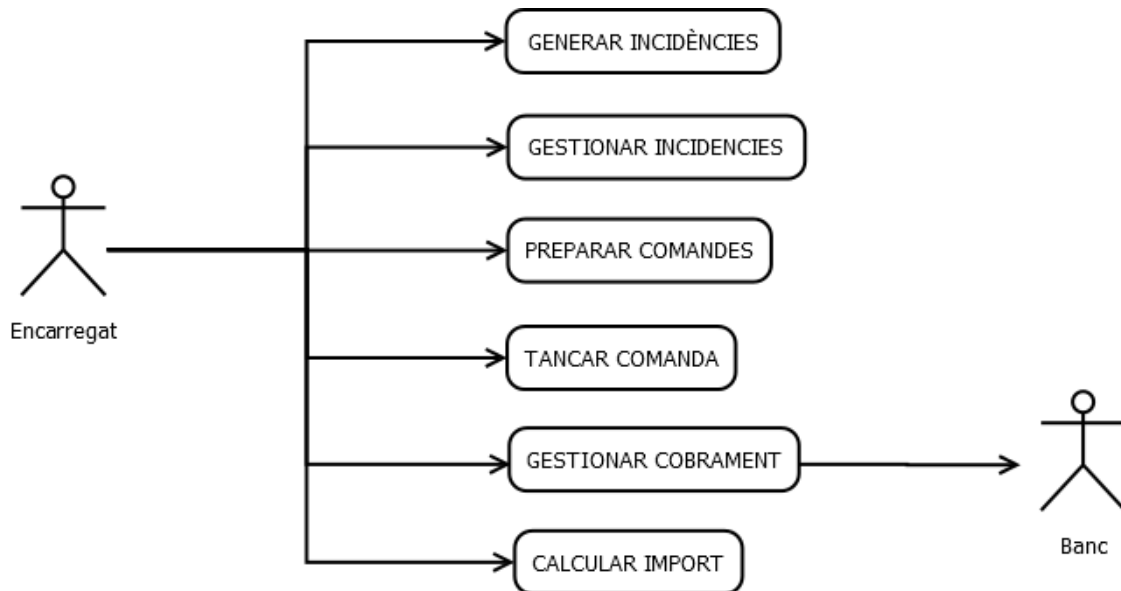 GENERAR INCIDÈNCIES
GESTIONAR INCIDENCIES
PREPARAR COMANDES
Encarregat
TANCAR COMANDA
GESTIONAR COBRAMENT
Banc
CALCULAR IMPORT